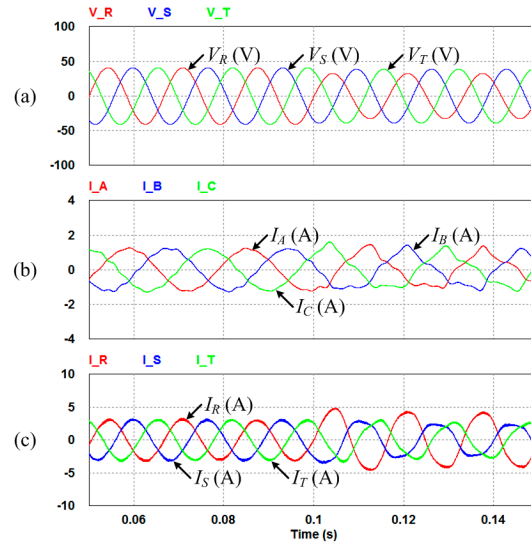 V_R V_S V_T
100
V_R (V) V_S (V) V_T (V)
50
(a)
0
-50
-100
I_A I_B I_C
4
I_A (A) I_B (A)
2
(b)
0
I_C (A)
-2
-4
I_R I_S I_T
10
I_R (A)
5
(c)
0
I_S (A) I_T (A)
-5
-10
0.06 0.08 0.1 0.12 0.14
Time (s)